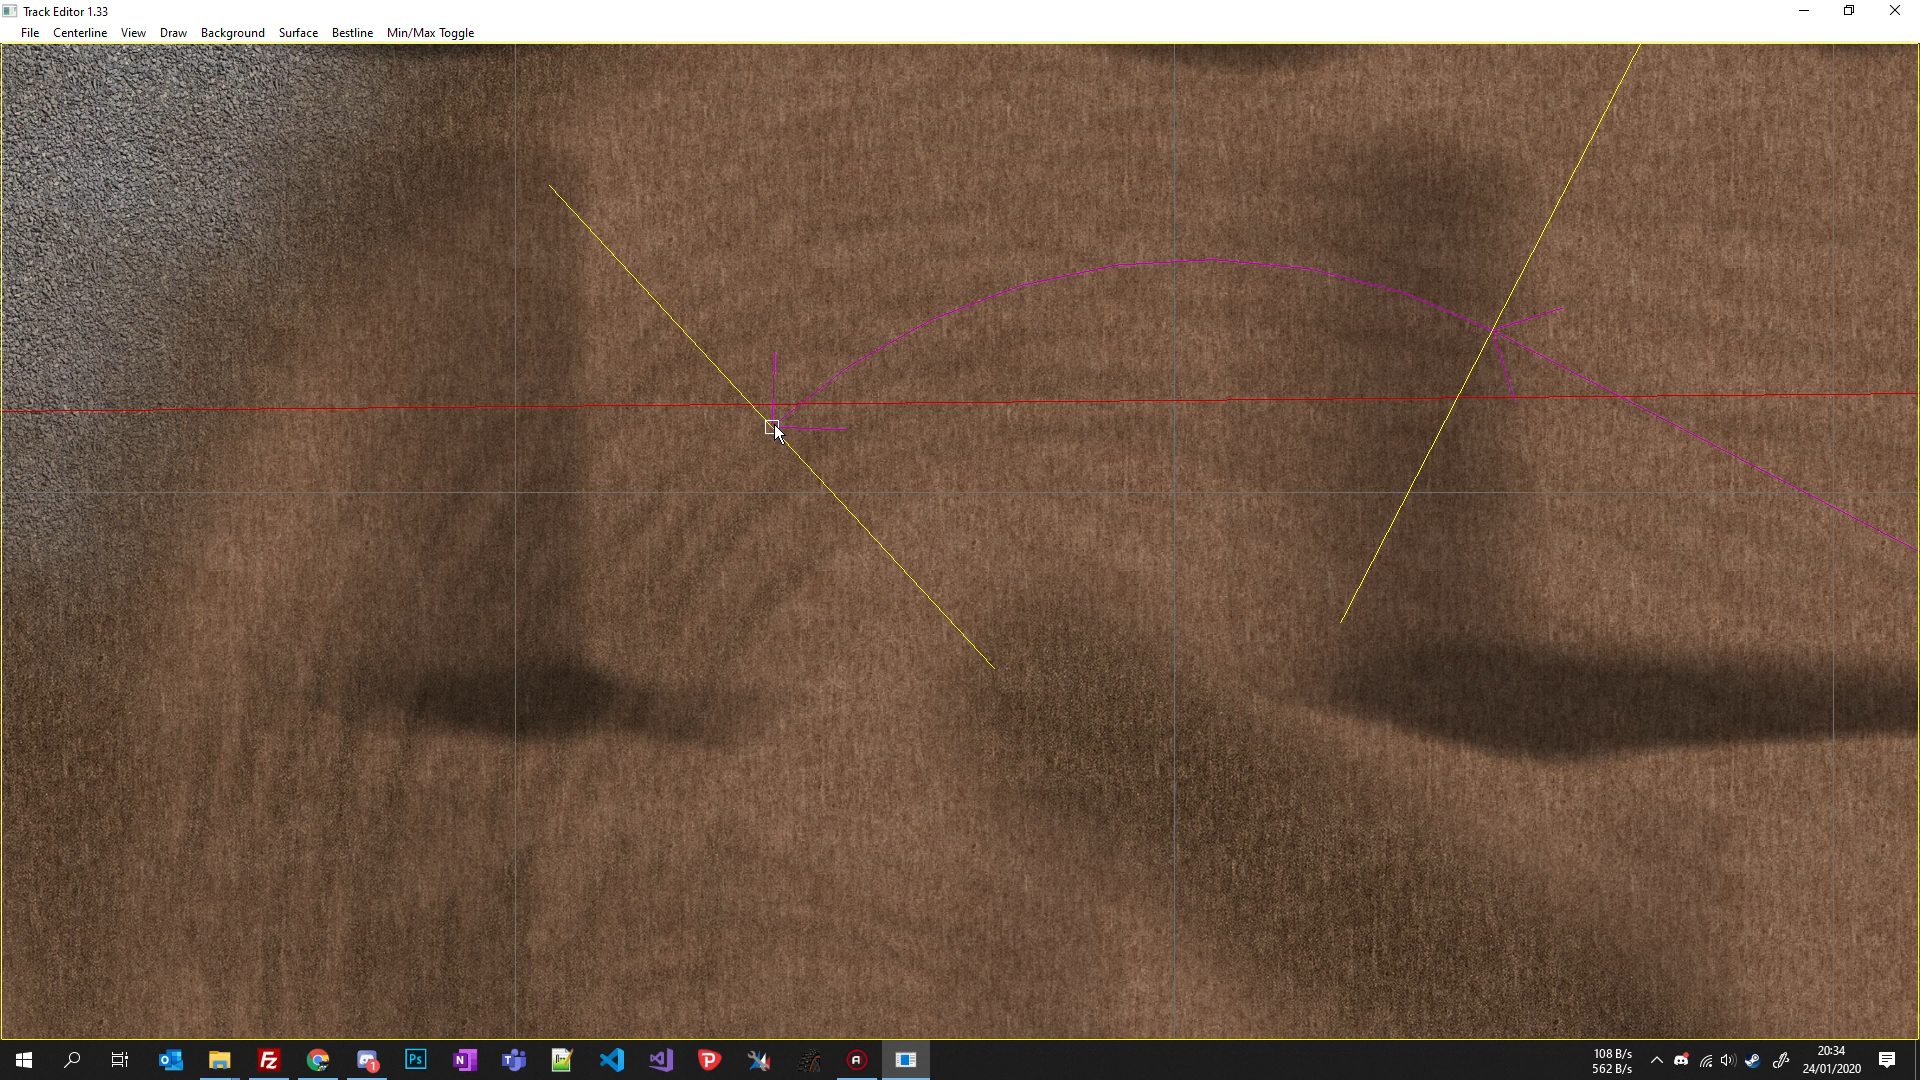 Track Editor 1.33
File Centerline View Draw Background Surface Bestline Min/Max Toggle
108 B/s
562 B/s
20:34
24/01/2020